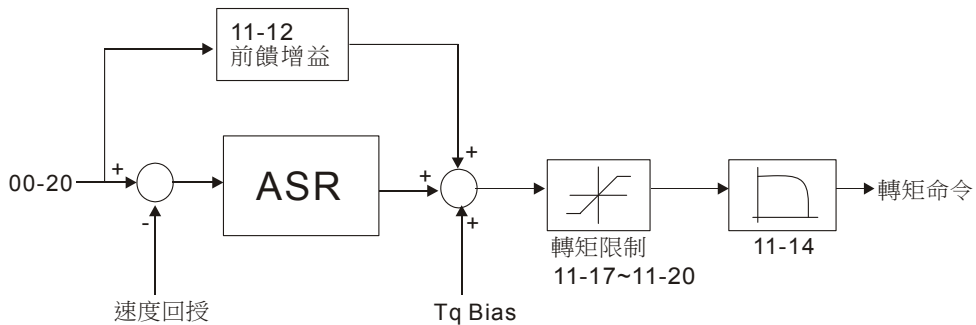 11-12
前饋增益
+
+
00-20
+
ASR
+
-
+
轉矩命令
轉矩限制
11-17~11-20
11-14
速度回授
Tq Bias